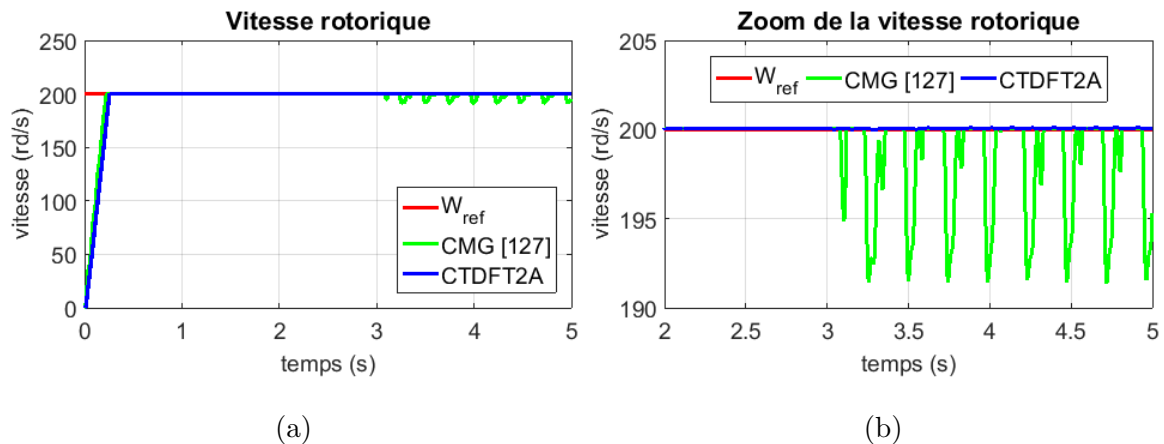 Vitesse rotorique
250
200
150
100
50
0
vitesse (rd/s)
W_ref
CMG [127]
CTDFT2A
0 1 2 3 4 5
temps (s)
(a)
Zoom de la vitesse rotorique
205
200
195
190
vitesse (rd/s)
W_ref CMG [127] CTDFT2A
2 2.5 3 3.5 4 4.5 5
temps (s)
(b)